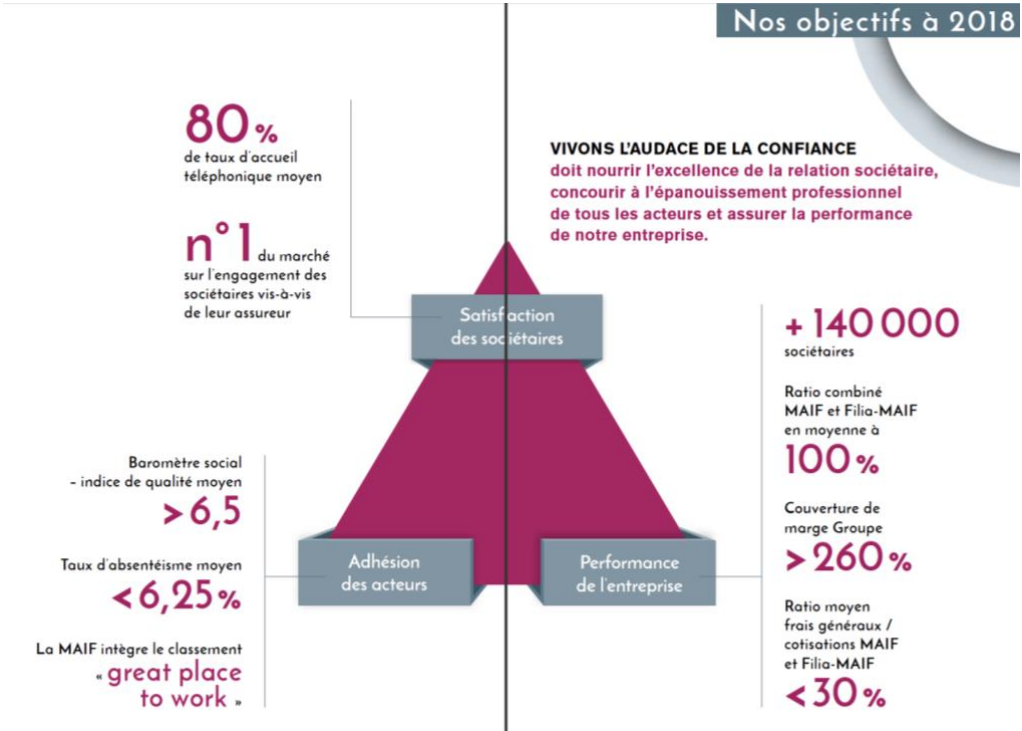 Nos objectifs à 2018
80 %
de taux d'accueil
téléphonique moyen
n° 1 du marché
sur l'engagement des
sociétaires vis-à-vis
de leur assureur
VIVONS L'AUDACE DE LA CONFIANCE
doit nourrir l'excellence de la relation sociétaire,
concourir à l'épanouissement professionnel
de tous les acteurs et assurer la performance
de notre entreprise.
Satisfaction
des sociétaires
Baromètre social
– indice de qualité moyen
> 6,5
Taux d'absentéisme moyen
< 6,25 %
La MAIF intègre le classement
« great place
to work »
Adhésion
des acteurs
Performance
de l'entreprise
+ 140 000
sociétaires
Ratio combiné
MAIF et Filia-MAIF
en moyenne à
100 %
Couverture de
marge Groupe
> 260 %
Ratio moyen
frais généraux /
cotisations MAIF
et Filia-MAIF
< 30 %